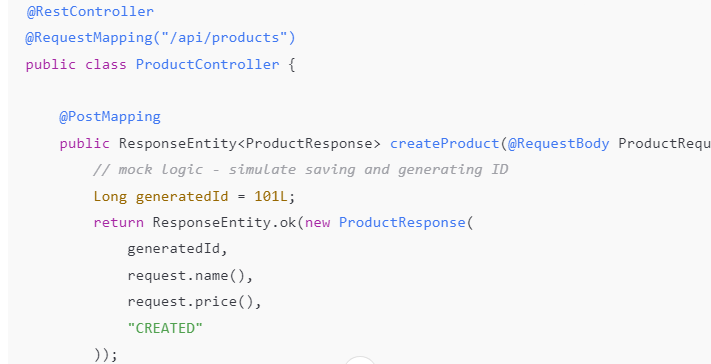 @RestController
@RequestMapping("/api/products")
public class ProductController {
@PostMapping
public ResponseEntity<ProductResponse> createProduct(@RequestBody ProductRequ
// mock logic - simulate saving and generating ID
Long generatedId = 101L;
return ResponseEntity.ok(new ProductResponse(
generatedId,
request.name(),
request.price(),
"CREATED"
));